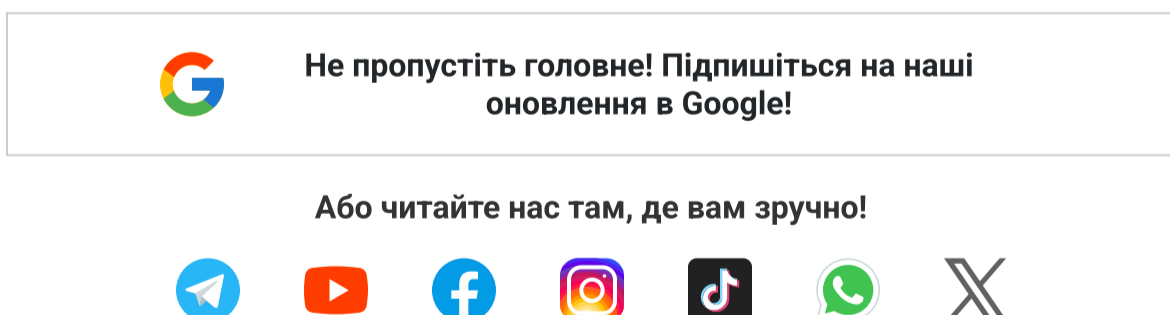 Не пропустіть головне! Підпишіться на наші
оновлення в Google!
Або читайте нас там, де вам зручно!